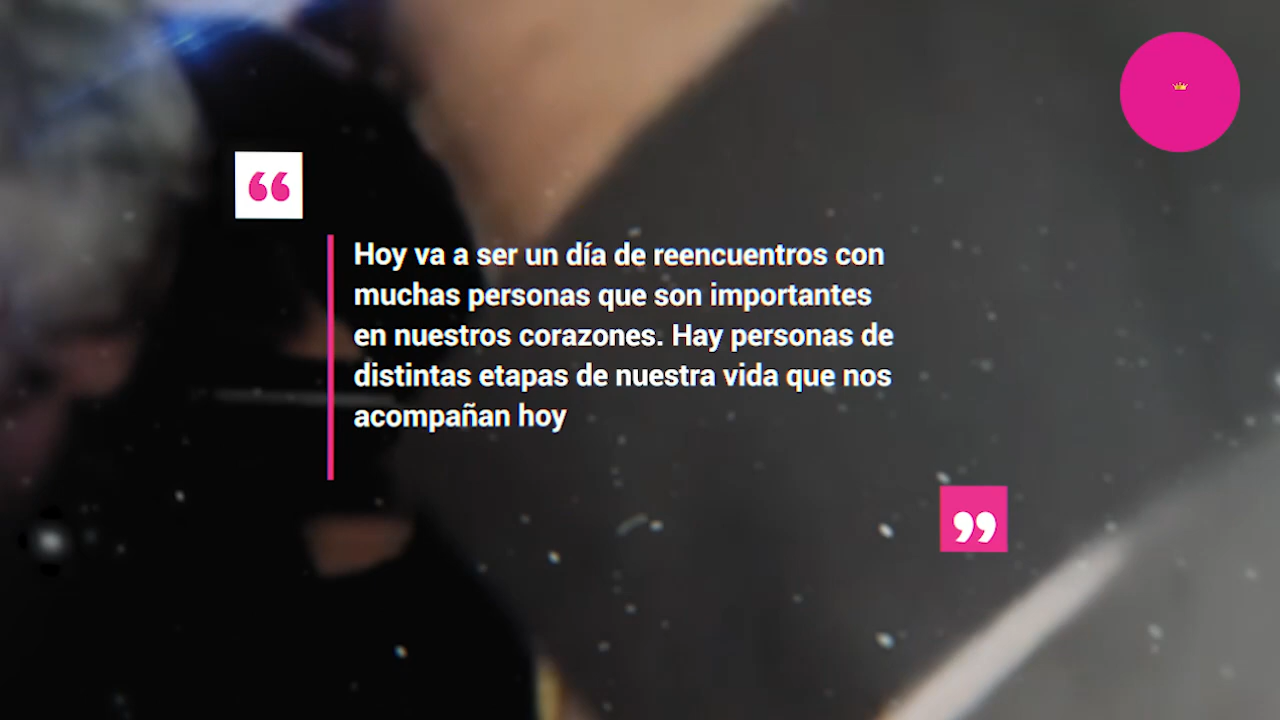 “
Hoy va a ser un día de reencuentros con
muchas personas que son importantes
en nuestros corazones. Hay personas de
distintas etapas de nuestra vida que nos
acompañan hoy
”